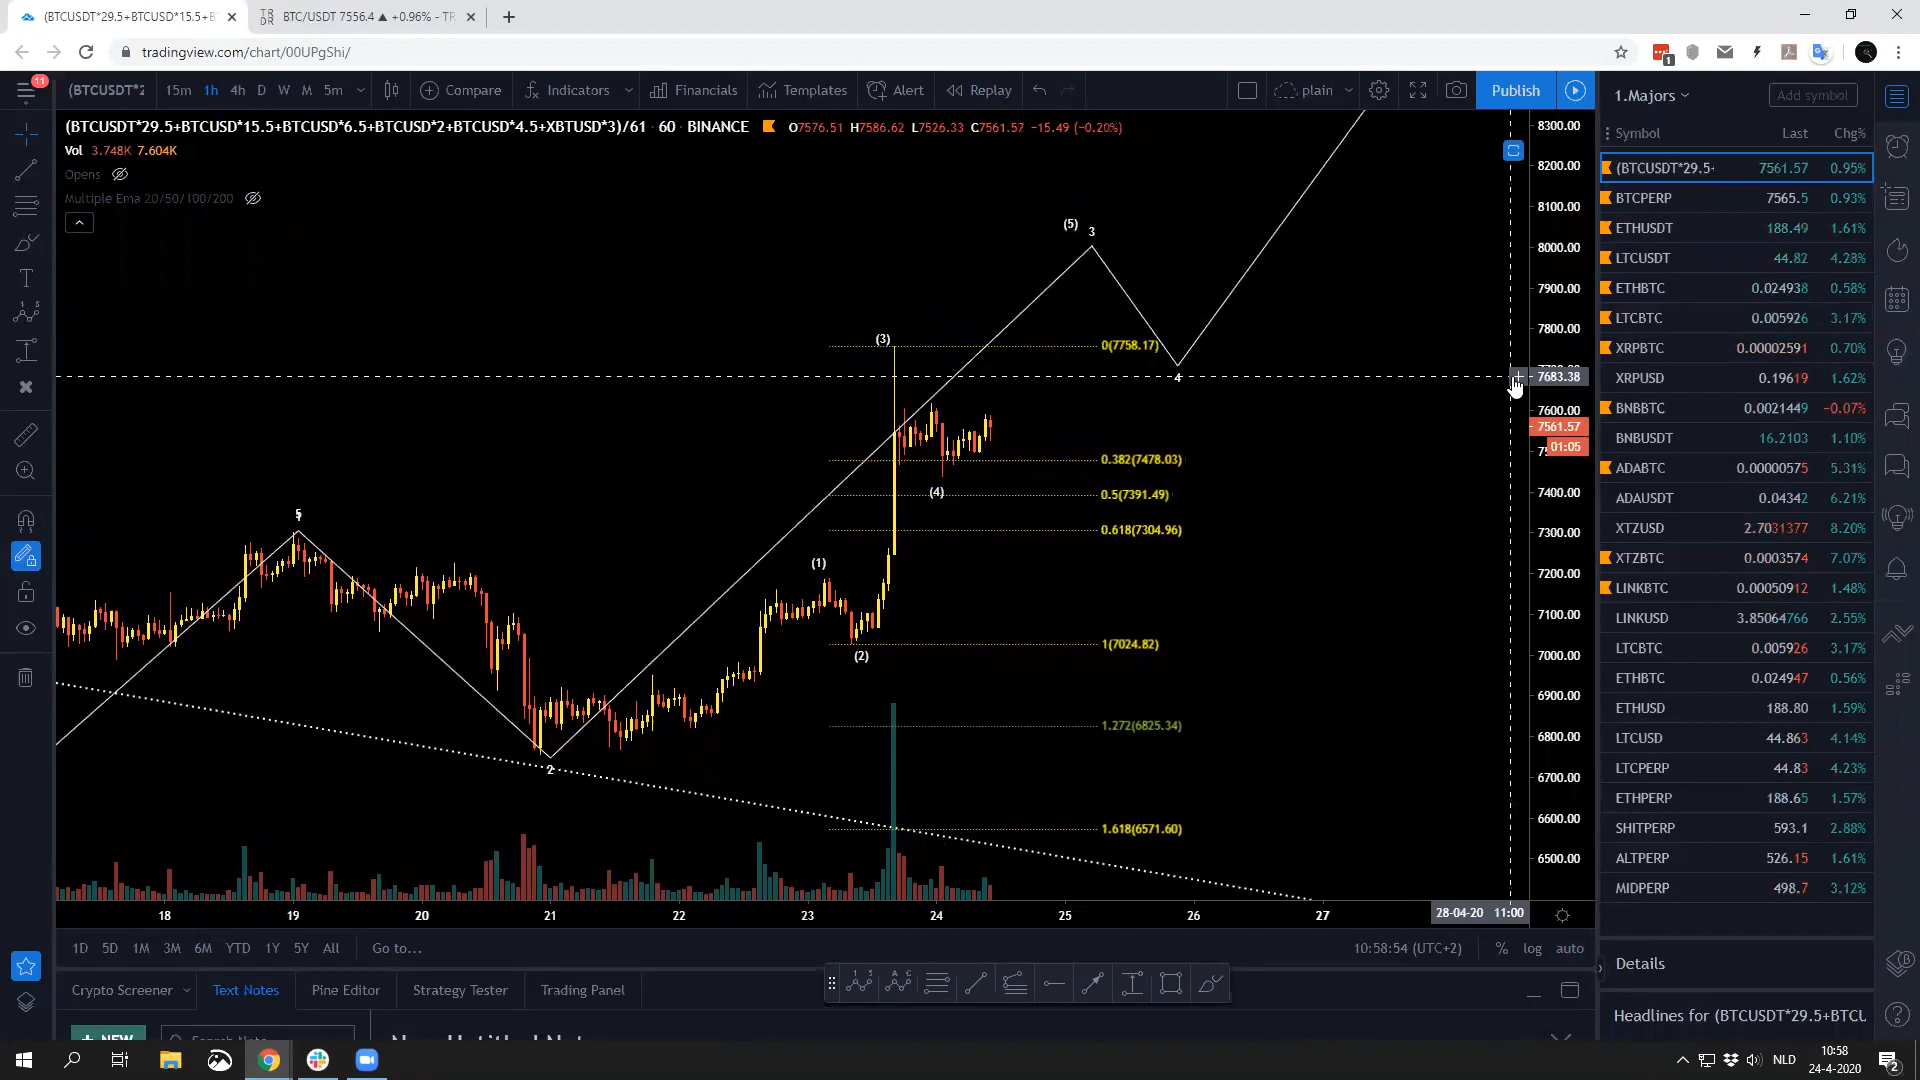 (BTCUSDT*29.5+BTCUSD*15.5+B
BTC/USDT 7556.4 ▲ +0.96% - TR
tradingview.com/chart/00UPgShi/
1
11
(BTCUSDT*2
15m 1h 4h D W M 5m
Compare
Indicators
Financials
Templates
Alert
Replay
plain
Publish
(BTCUSDT*29.5+BTCUSD*15.5+BTCUSD*6.5+BTCUSD*2+BTCUSD*4.5+XBTUSD*3)/61 · 60 · BINANCE
O7576.51 H7586.62 L7526.33 C7561.57 −15.49 (−0.20%)
Vol 3.748K 7.604K
Opens
Multiple Ema 20/50/100/200
(5)
3
(3)
4
(4)
5
(1)
(2)
2
0(7758.17)
0.382(7478.03)
0.5(7391.49)
0.618(7304.96)
1(7024.82)
1.272(6825.34)
1.618(6571.60)
8300.00
8200.00
8100.00
8000.00
7900.00
7800.00
7683.38
7600.00
7561.57
01:05
7400.00
7300.00
7200.00
7100.00
7000.00
6900.00
6800.00
6700.00
6600.00
6500.00
18 19 20 21 22 23 24 25 26 27
28-04-20 11:00
1D 5D 1M 3M 6M YTD 1Y 5Y All
Go to...
10:58:54 (UTC+2)
% log auto
Crypto Screener
Text Notes
Pine Editor
Strategy Tester
Trading Panel
1.Majors
Add symbol
Symbol Last Chg%
(BTCUSDT*29.5+ 7561.57 0.95%
BTCPERP 7565.5 0.93%
ETHUSDT 188.49 1.61%
LTCUSDT 44.82 4.28%
ETHBTC 0.024938 0.58%
LTCBTC 0.005926 3.17%
XRPBTC 0.00002591 0.70%
XRPUSD 0.19619 1.62%
BNBBTC 0.0021449 −0.07%
BNBUSDT 16.2103 1.10%
ADABTC 0.00000575 5.31%
ADAUSDT 0.04342 6.21%
XTZUSD 2.7031377 8.20%
XTZBTC 0.0003574 7.07%
LINKBTC 0.00050912 1.48%
LINKUSD 3.85064766 2.55%
LTCBTC 0.005926 3.17%
ETHBTC 0.024947 0.56%
ETHUSD 188.80 1.59%
LTCUSD 44.863 4.14%
LTCPERP 44.83 4.23%
ETHPERP 188.65 1.57%
SHITPERP 593.1 2.88%
ALTPERP 526.15 1.61%
MIDPERP 498.7 3.12%
Details
Headlines for (BTCUSDT*29.5+BTCU
NLD
10:58
24-4-2020
2